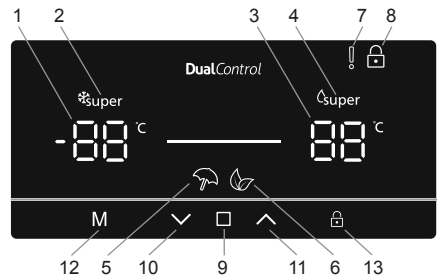 1 2 3 4 7 8
DualControl
super super
-88 °C 88 °C
M
12 5 10 9 11 6 13